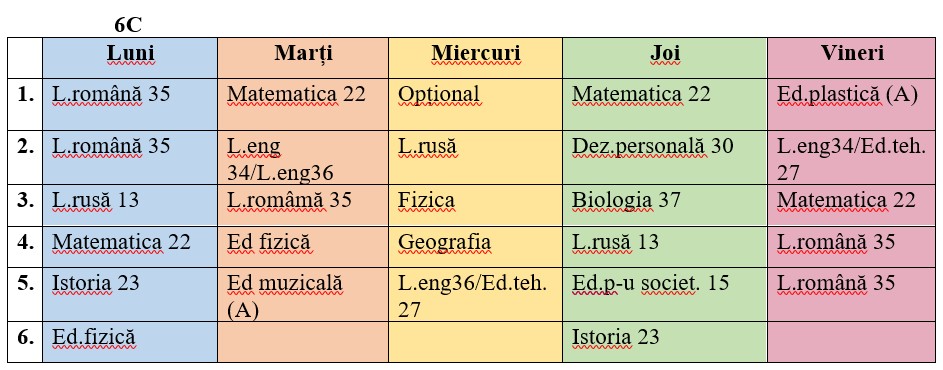 6C
Luni Marți Miercuri Joi Vineri
1. L.română 35 Matematica 22 Opțional Matematica 22 Ed.plastică (A)
2. L.română 35 L.eng 34/L.eng36 L.rusă Dez.personală 30 L.eng34/Ed.teh. 27
3. L.rusă 13 L.româmă 35 Fizica Biologia 37 Matematica 22
4. Matematica 22 Ed fizică Geografia L.rusă 13 L.română 35
5. Istoria 23 Ed muzicală (A) L.eng36/Ed.teh. 27 Ed.p-u societ. 15 L.română 35
6. Ed.fizică Istoria 23